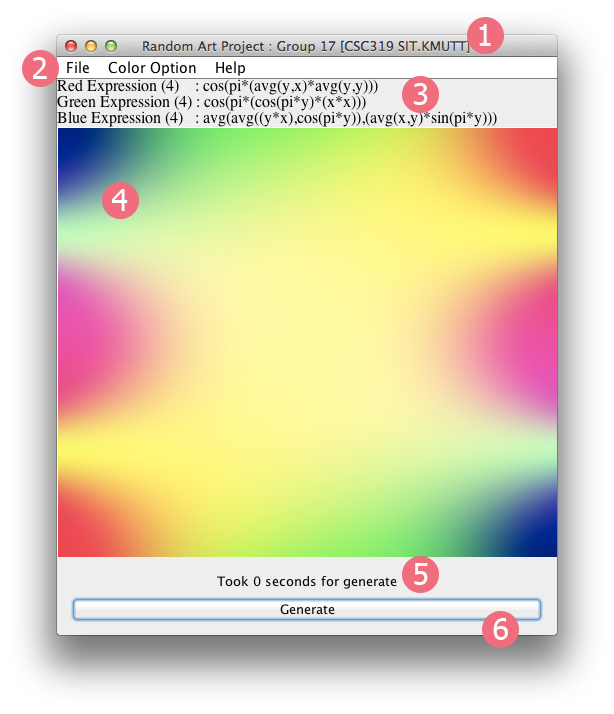 Random Art Project : Group 17 [CSC319 SIT.KMUTT] 1
2 File Color Option Help
Red Expression (4) : cos(pi*(avg(y,x)*avg(y,y)))
Green Expression (4) : cos(pi*(cos(pi*y)*(x*x))) 3
Blue Expression (4) : avg(avg((y*x),cos(pi*y)),(avg(x,y)*sin(pi*y)))
4
Took 0 seconds for generate 5
Generate
6